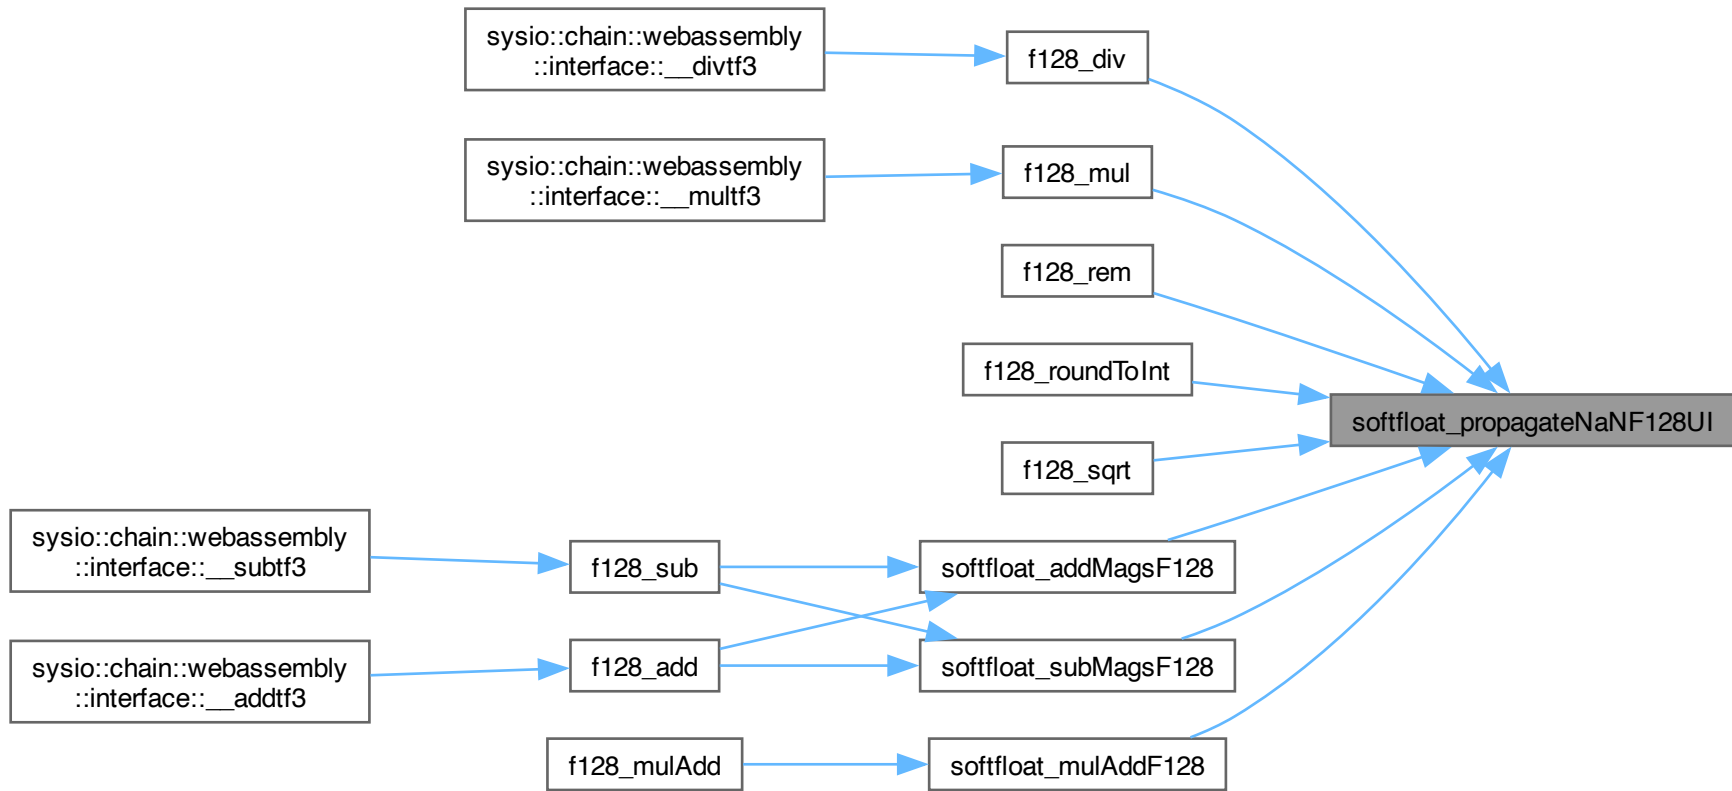 sysio::chain::webassembly
::interface::__divtf3
f128_div
sysio::chain::webassembly
::interface::__multf3
f128_mul
f128_rem
f128_roundToInt
softfloat_propagateNaNF128UI
f128_sqrt
sysio::chain::webassembly
::interface::__subtf3
f128_sub
softfloat_addMagsF128
sysio::chain::webassembly
::interface::__addtf3
f128_add
softfloat_subMagsF128
f128_mulAdd
softfloat_mulAddF128